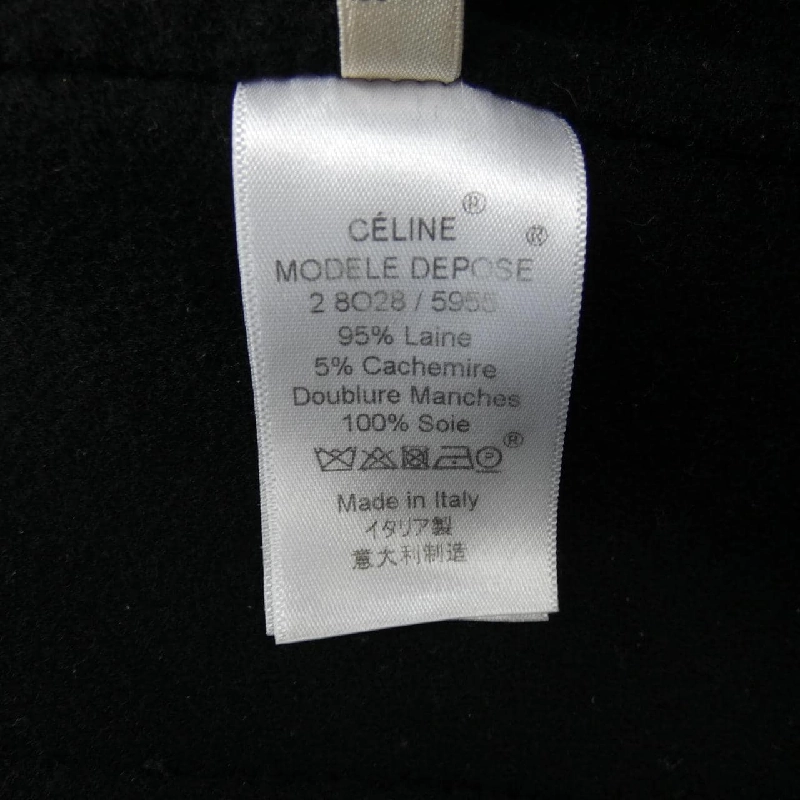 CÉLINE®
®
MODELE DEPOSE
2 8028 / 5955
95% Laine
5% Cachemire
Doublure Manches
100% Soie
®
Made in Italy
イタリア製
意大利制造